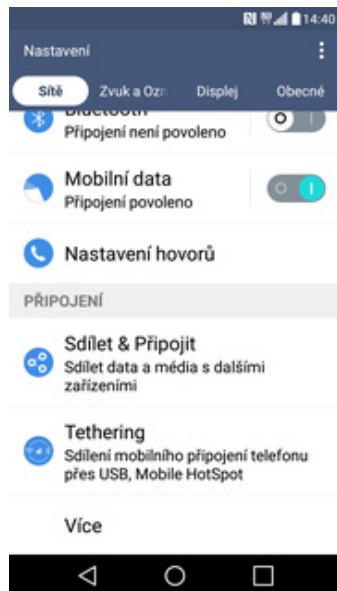 14:40
Nastavení
Sítě
Zvuk a Ozn
Displej
Obecné
Bluetooth
Připojení není povoleno
Mobilní data
Připojení povoleno
Nastavení hovorů
PŘIPOJENÍ
Sdílet & Připojit
Sdílet data a média s dalšími
zařízeními
Tethering
Sdílení mobilního připojení telefonu
přes USB, Mobile HotSpot
Více